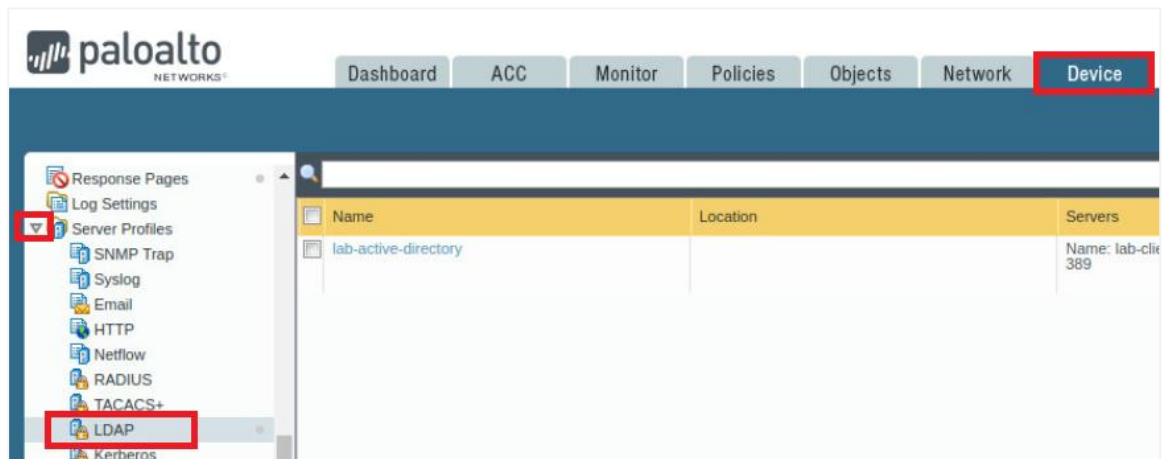 paloalto
NETWORKS®
Dashboard ACC Monitor Policies Objects Network Device
Response Pages
Log Settings
Server Profiles
SNMP Trap
Syslog
Email
HTTP
Netflow
RADIUS
TACACS+
LDAP
Kerberos
Name Location Servers
lab-active-directory Name: lab-clie
389